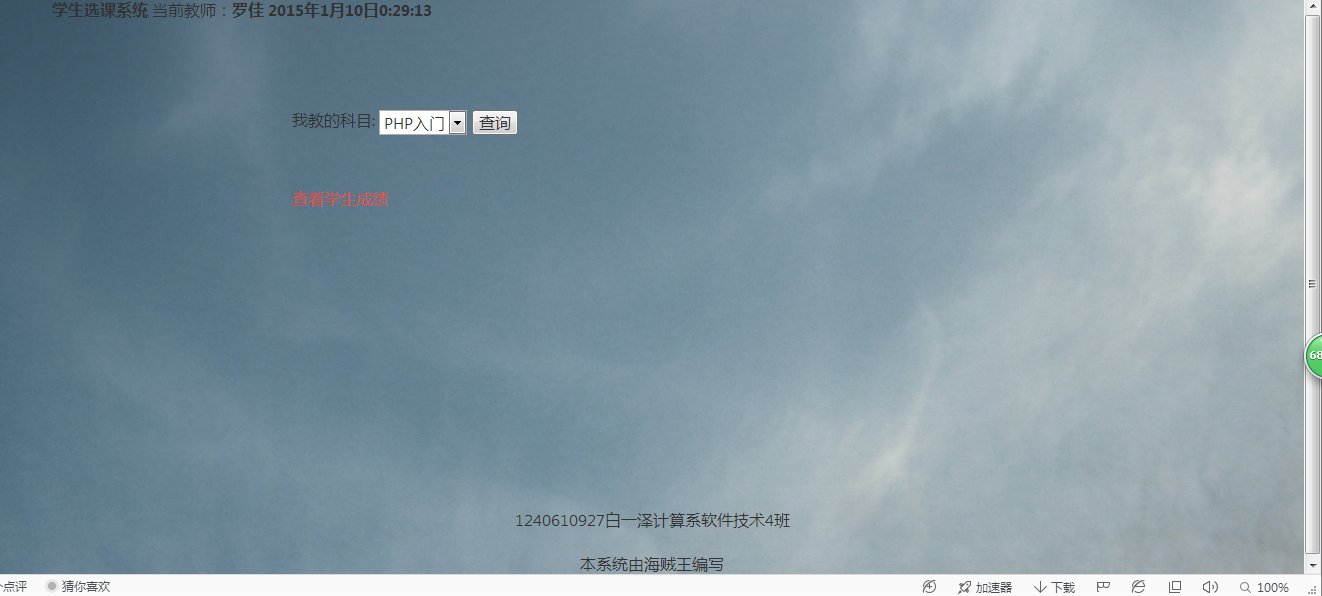 学生选课系统 当前教师：罗佳 2015年1月10日0:29:13
我教的科目: PHP入门 查询
查看学生成绩
68
1240610927白一泽计算系软件技术4班
本系统由海贼王编写
点评 猜你喜欢 加速器 下载 100%